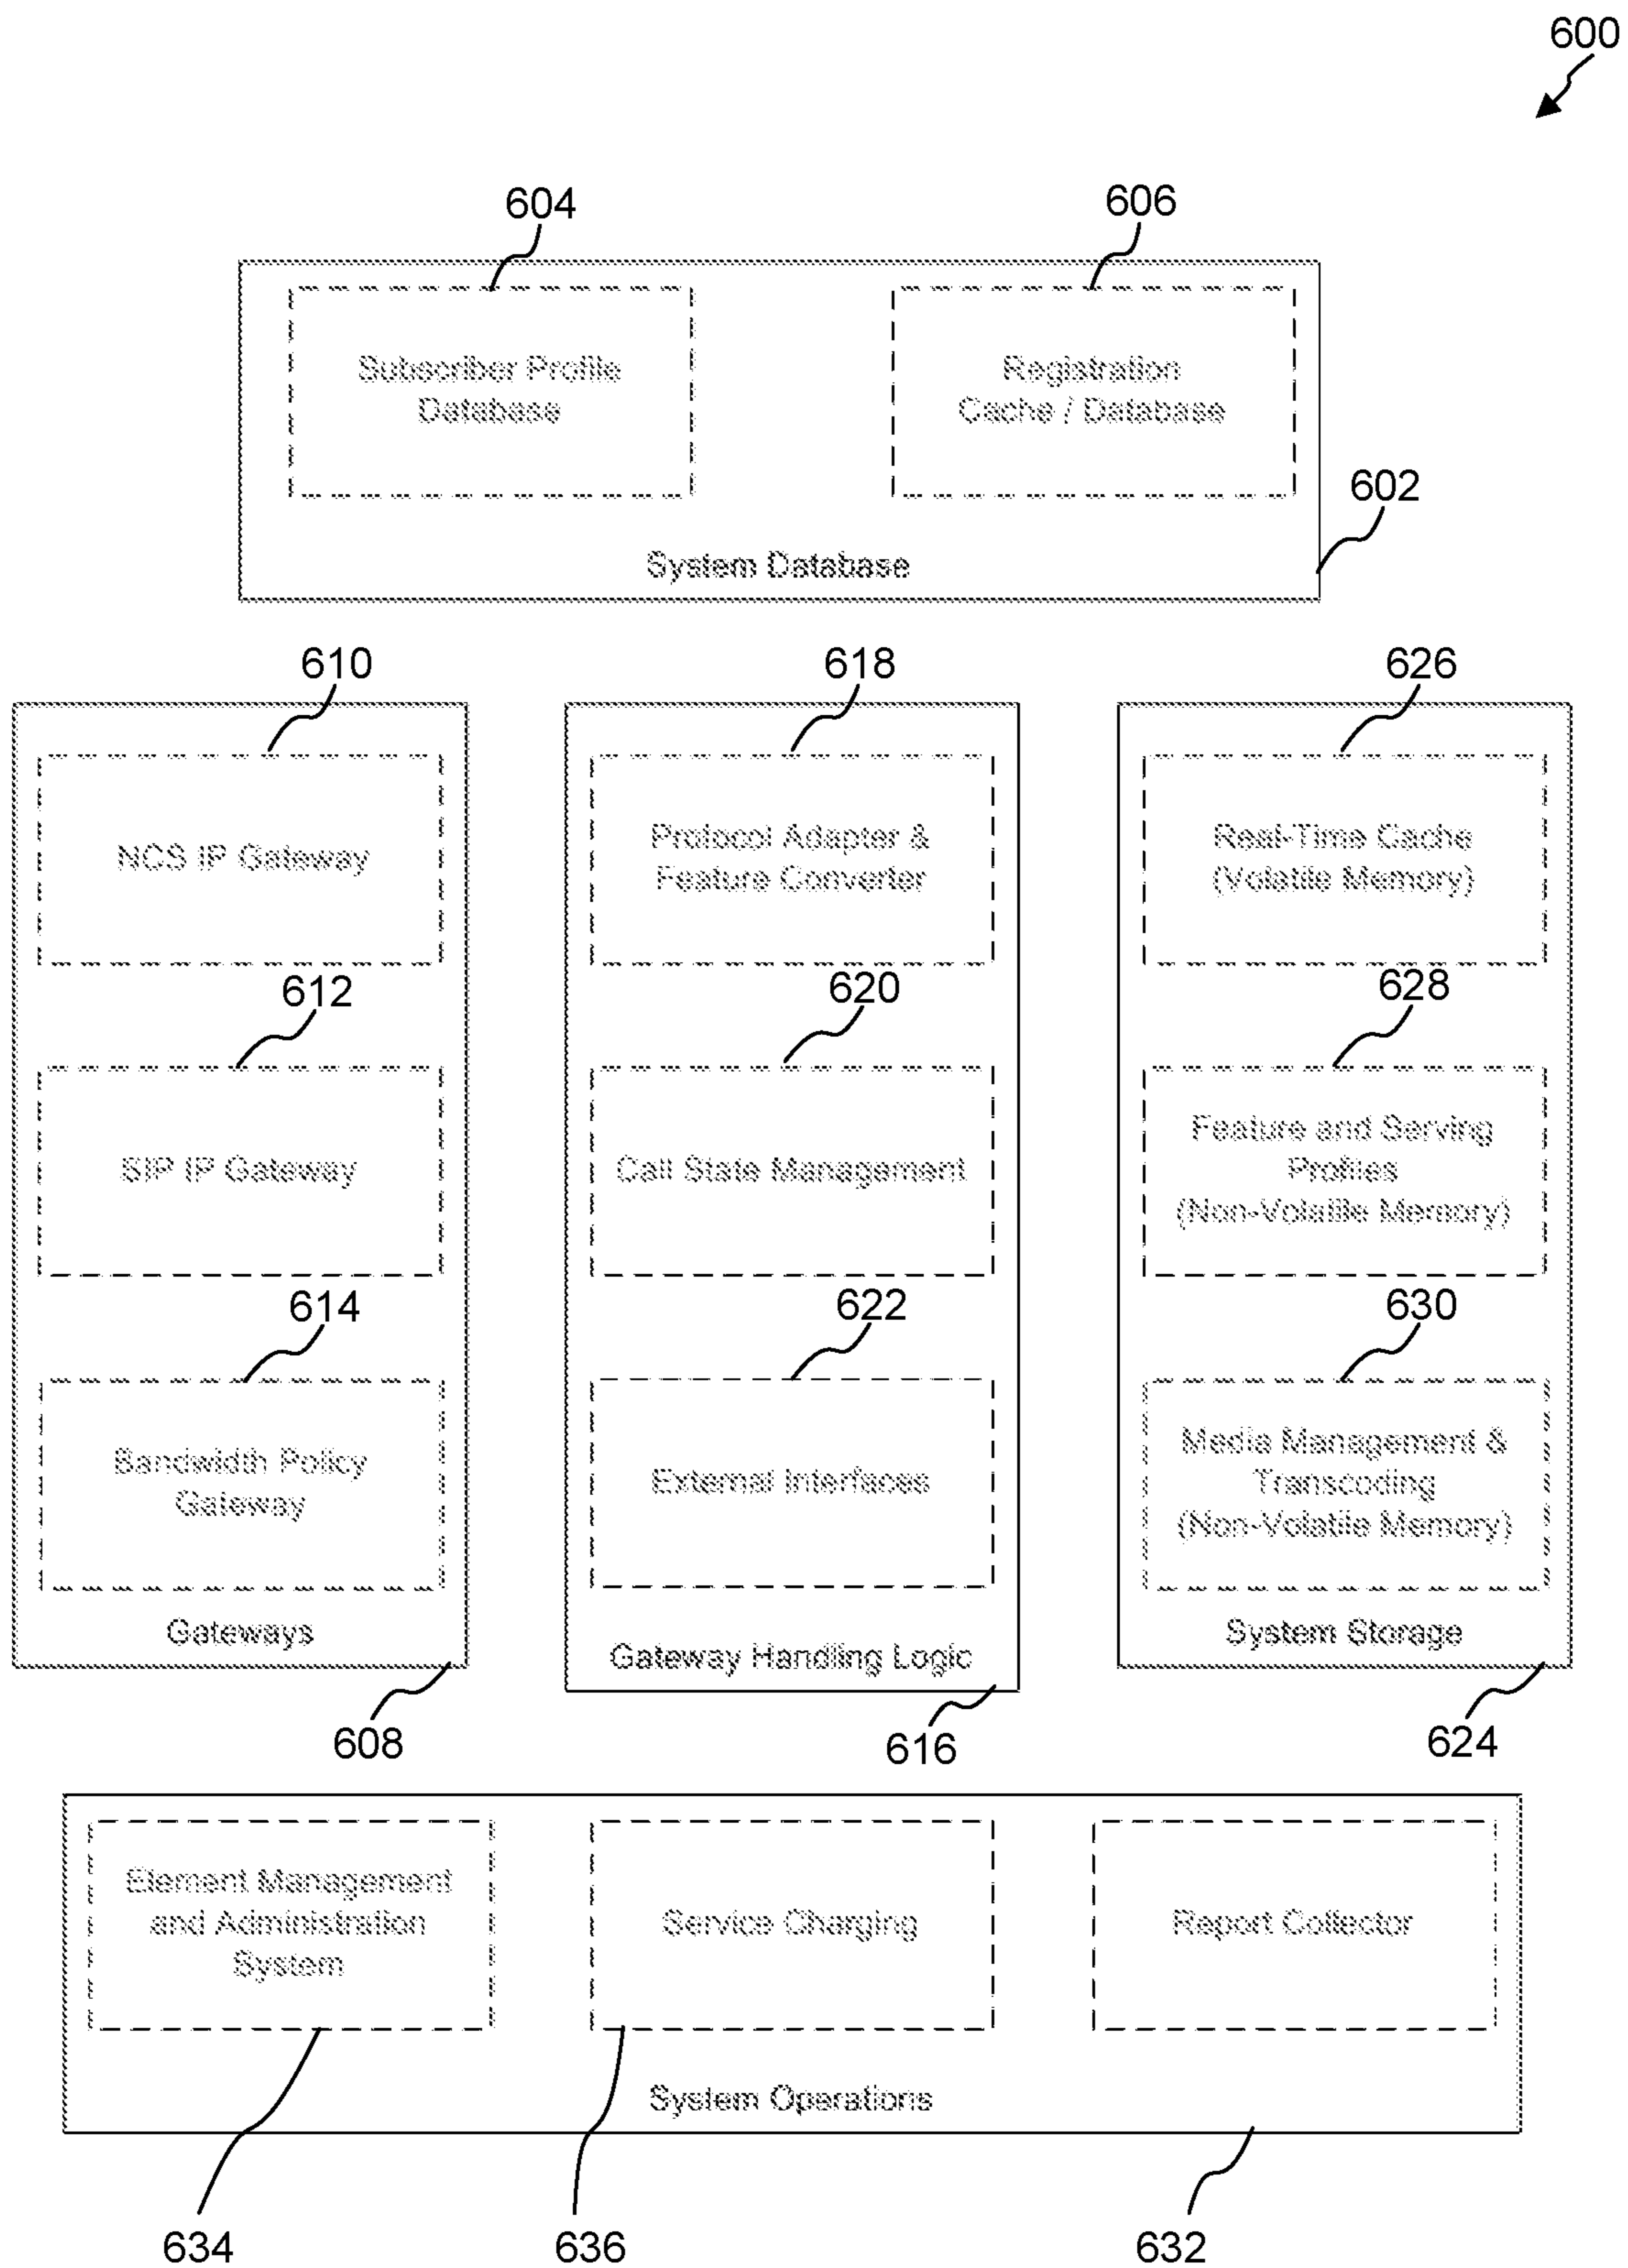 600
604
606
Subscriber Profile
Database
Registration
Cache / Database
602
System Database
610
618
626
NCS IP Gateway
Protocol Adapter &
Feature Converter
Real-Time Cache
(Volatile Memory)
612
620
628
SIP IP Gateway
Call State Management
Feature and Serving
Profiles
(Non-Volatile Memory)
614
622
630
Bandwidth Policy
Gateway
External Interfaces
Media Management &
Transcoding
(Non-Volatile Memory)
Gateways
Gateway Handling Logic
System Storage
608
616
624
Element Management
and Administration
System
Service Charging
Report Collector
System Operations
634
636
632